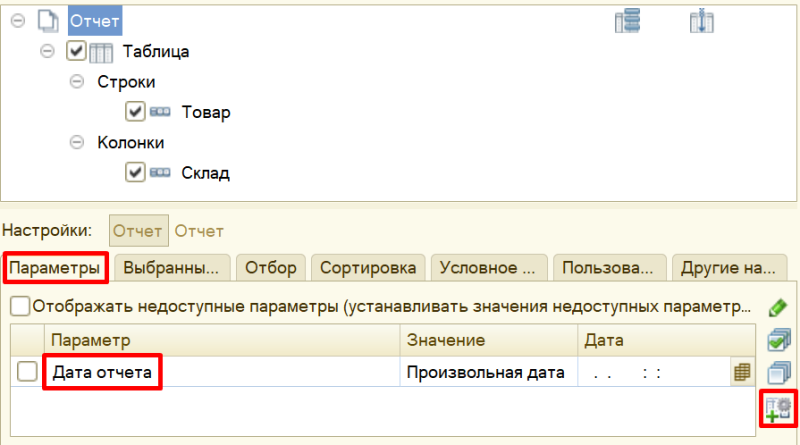 Отчет
Таблица
Строки
Товар
Колонки
Склад
Настройки: Отчет Отчет
Параметры Выбранны... Отбор Сортировка Условное ... Пользова... Другие на...
Отображать недоступные параметры (устанавливать значения недоступных параметр...
Параметр Значение Дата
Дата отчета Произвольная дата . . : :